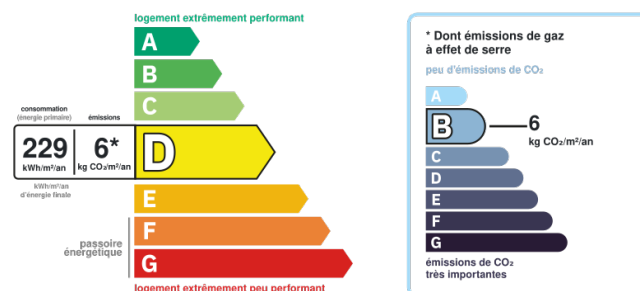 logement extrêmement performant
A
B
C
consommation
(énergie primaire)
émissions
229
kWh/m²/an
6*
kg CO₂/m²/an
D
kWh/m²/an
d'énergie finale
E
F
G
passoire
énergétique
logement extrêmement peu performant
* Dont émissions de gaz
à effet de serre
peu d'émissions de CO₂
A
B
6
kg CO₂/m²/an
C
D
E
F
G
émissions de CO₂
très importantes